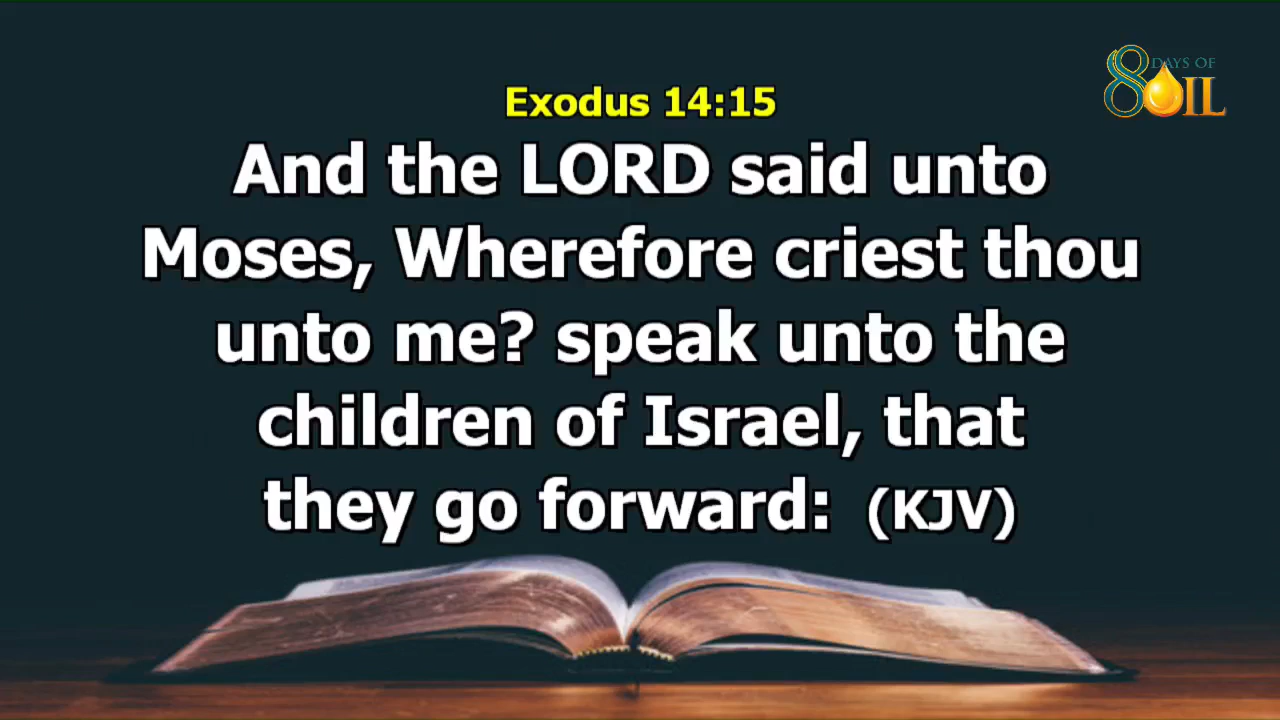 8 DAYS OF
OIL
Exodus 14:15
And the LORD said unto
Moses, Wherefore criest thou
unto me? speak unto the
children of Israel, that
they go forward: (KJV)